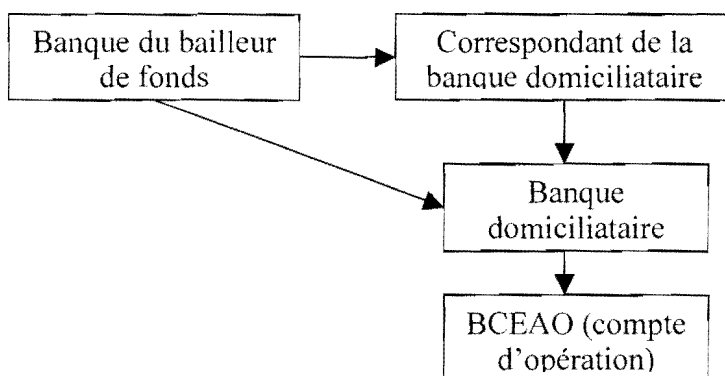 Banque du bailleur
de fonds
Correspondant de la
banque domiciliataire
Banque
domiciliataire
BCEAO (compte
d'opération)